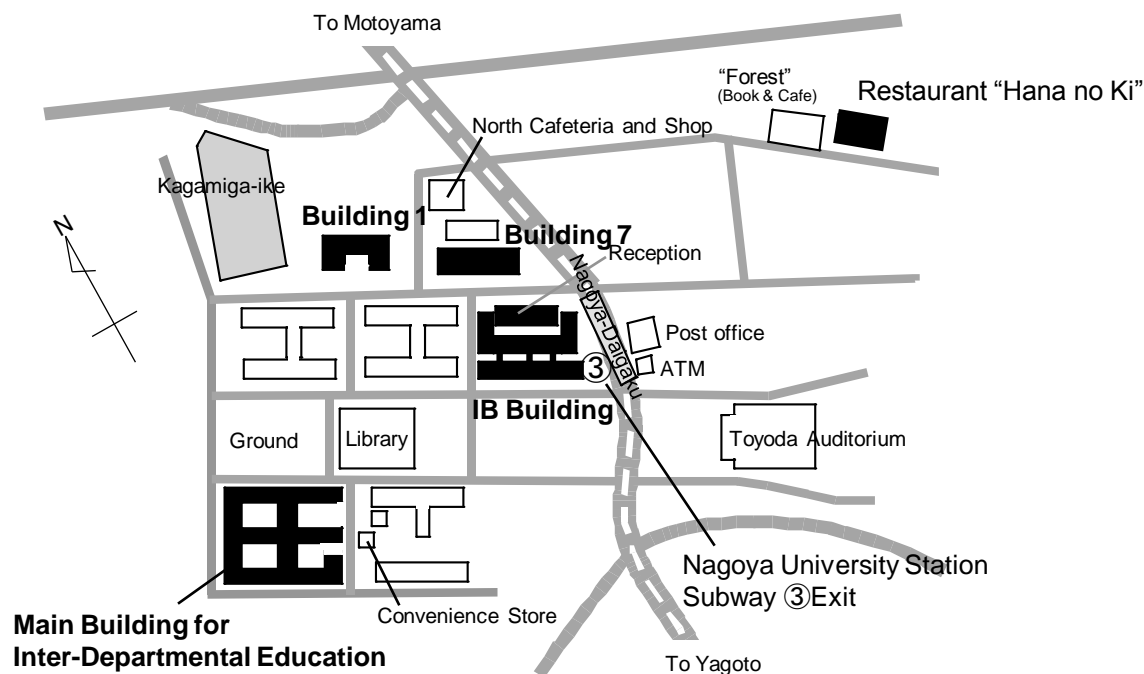 To Motoyama
“Forest”
(Book & Cafe)
Restaurant “Hana no Ki”
North Cafeteria and Shop
Kagamiga-ike
Building 1
Building 7
Reception
N
Nagoya-Daigaku
Post office
③
ATM
IB Building
Ground
Library
Toyoda Auditorium
Nagoya University Station
Subway ③Exit
Convenience Store
Main Building for
Inter-Departmental Education
To Yagoto